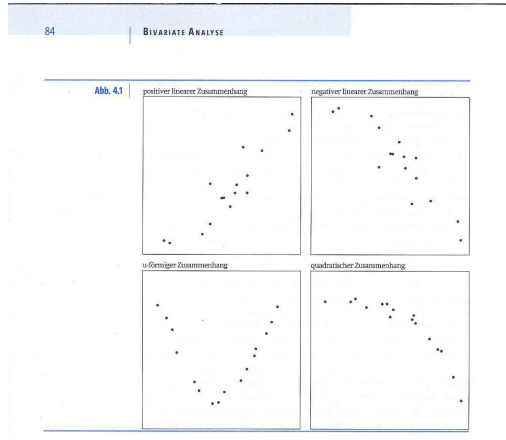 84 BIVARIATE ANALYSE
Abb. 4.1
positiver linearer Zusammenhang
negativer linearer Zusammenhang
u-förmiger Zusammenhang
quadratischer Zusammenhang